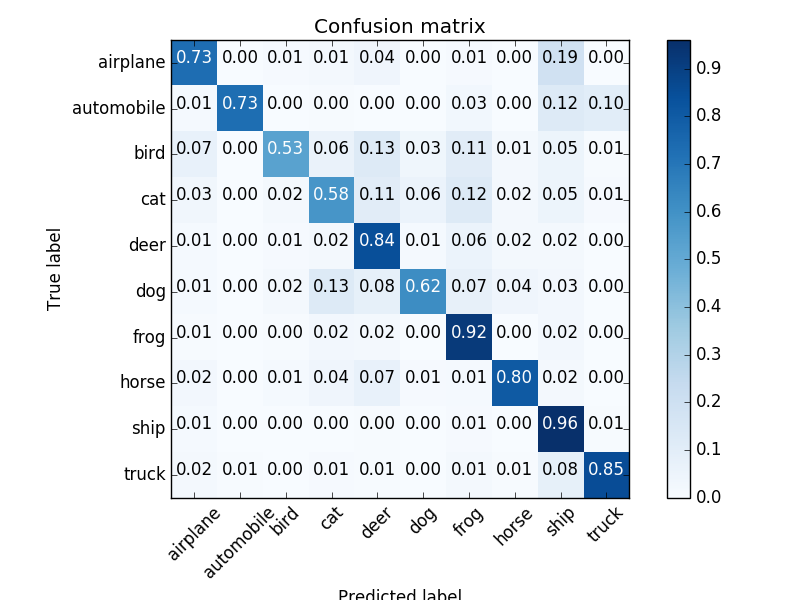 Confusion matrix
airplane 0.73 0.00 0.01 0.01 0.04 0.00 0.01 0.00 0.19 0.00
automobile 0.01 0.73 0.00 0.00 0.00 0.00 0.03 0.00 0.12 0.10
bird 0.07 0.00 0.53 0.06 0.13 0.03 0.11 0.01 0.05 0.01
cat 0.03 0.00 0.02 0.58 0.11 0.06 0.12 0.02 0.05 0.01
deer 0.01 0.00 0.01 0.02 0.84 0.01 0.06 0.02 0.02 0.00
dog 0.01 0.00 0.02 0.13 0.08 0.62 0.07 0.04 0.03 0.00
frog 0.01 0.00 0.00 0.02 0.02 0.00 0.92 0.00 0.02 0.00
horse 0.02 0.00 0.01 0.04 0.07 0.01 0.01 0.80 0.02 0.00
ship 0.01 0.00 0.00 0.00 0.00 0.00 0.01 0.00 0.96 0.01
truck 0.02 0.01 0.00 0.01 0.01 0.00 0.01 0.01 0.08 0.85
airplane automobile bird cat deer dog frog horse ship truck
True label
Predicted label
0.9
0.8
0.7
0.6
0.5
0.4
0.3
0.2
0.1
0.0